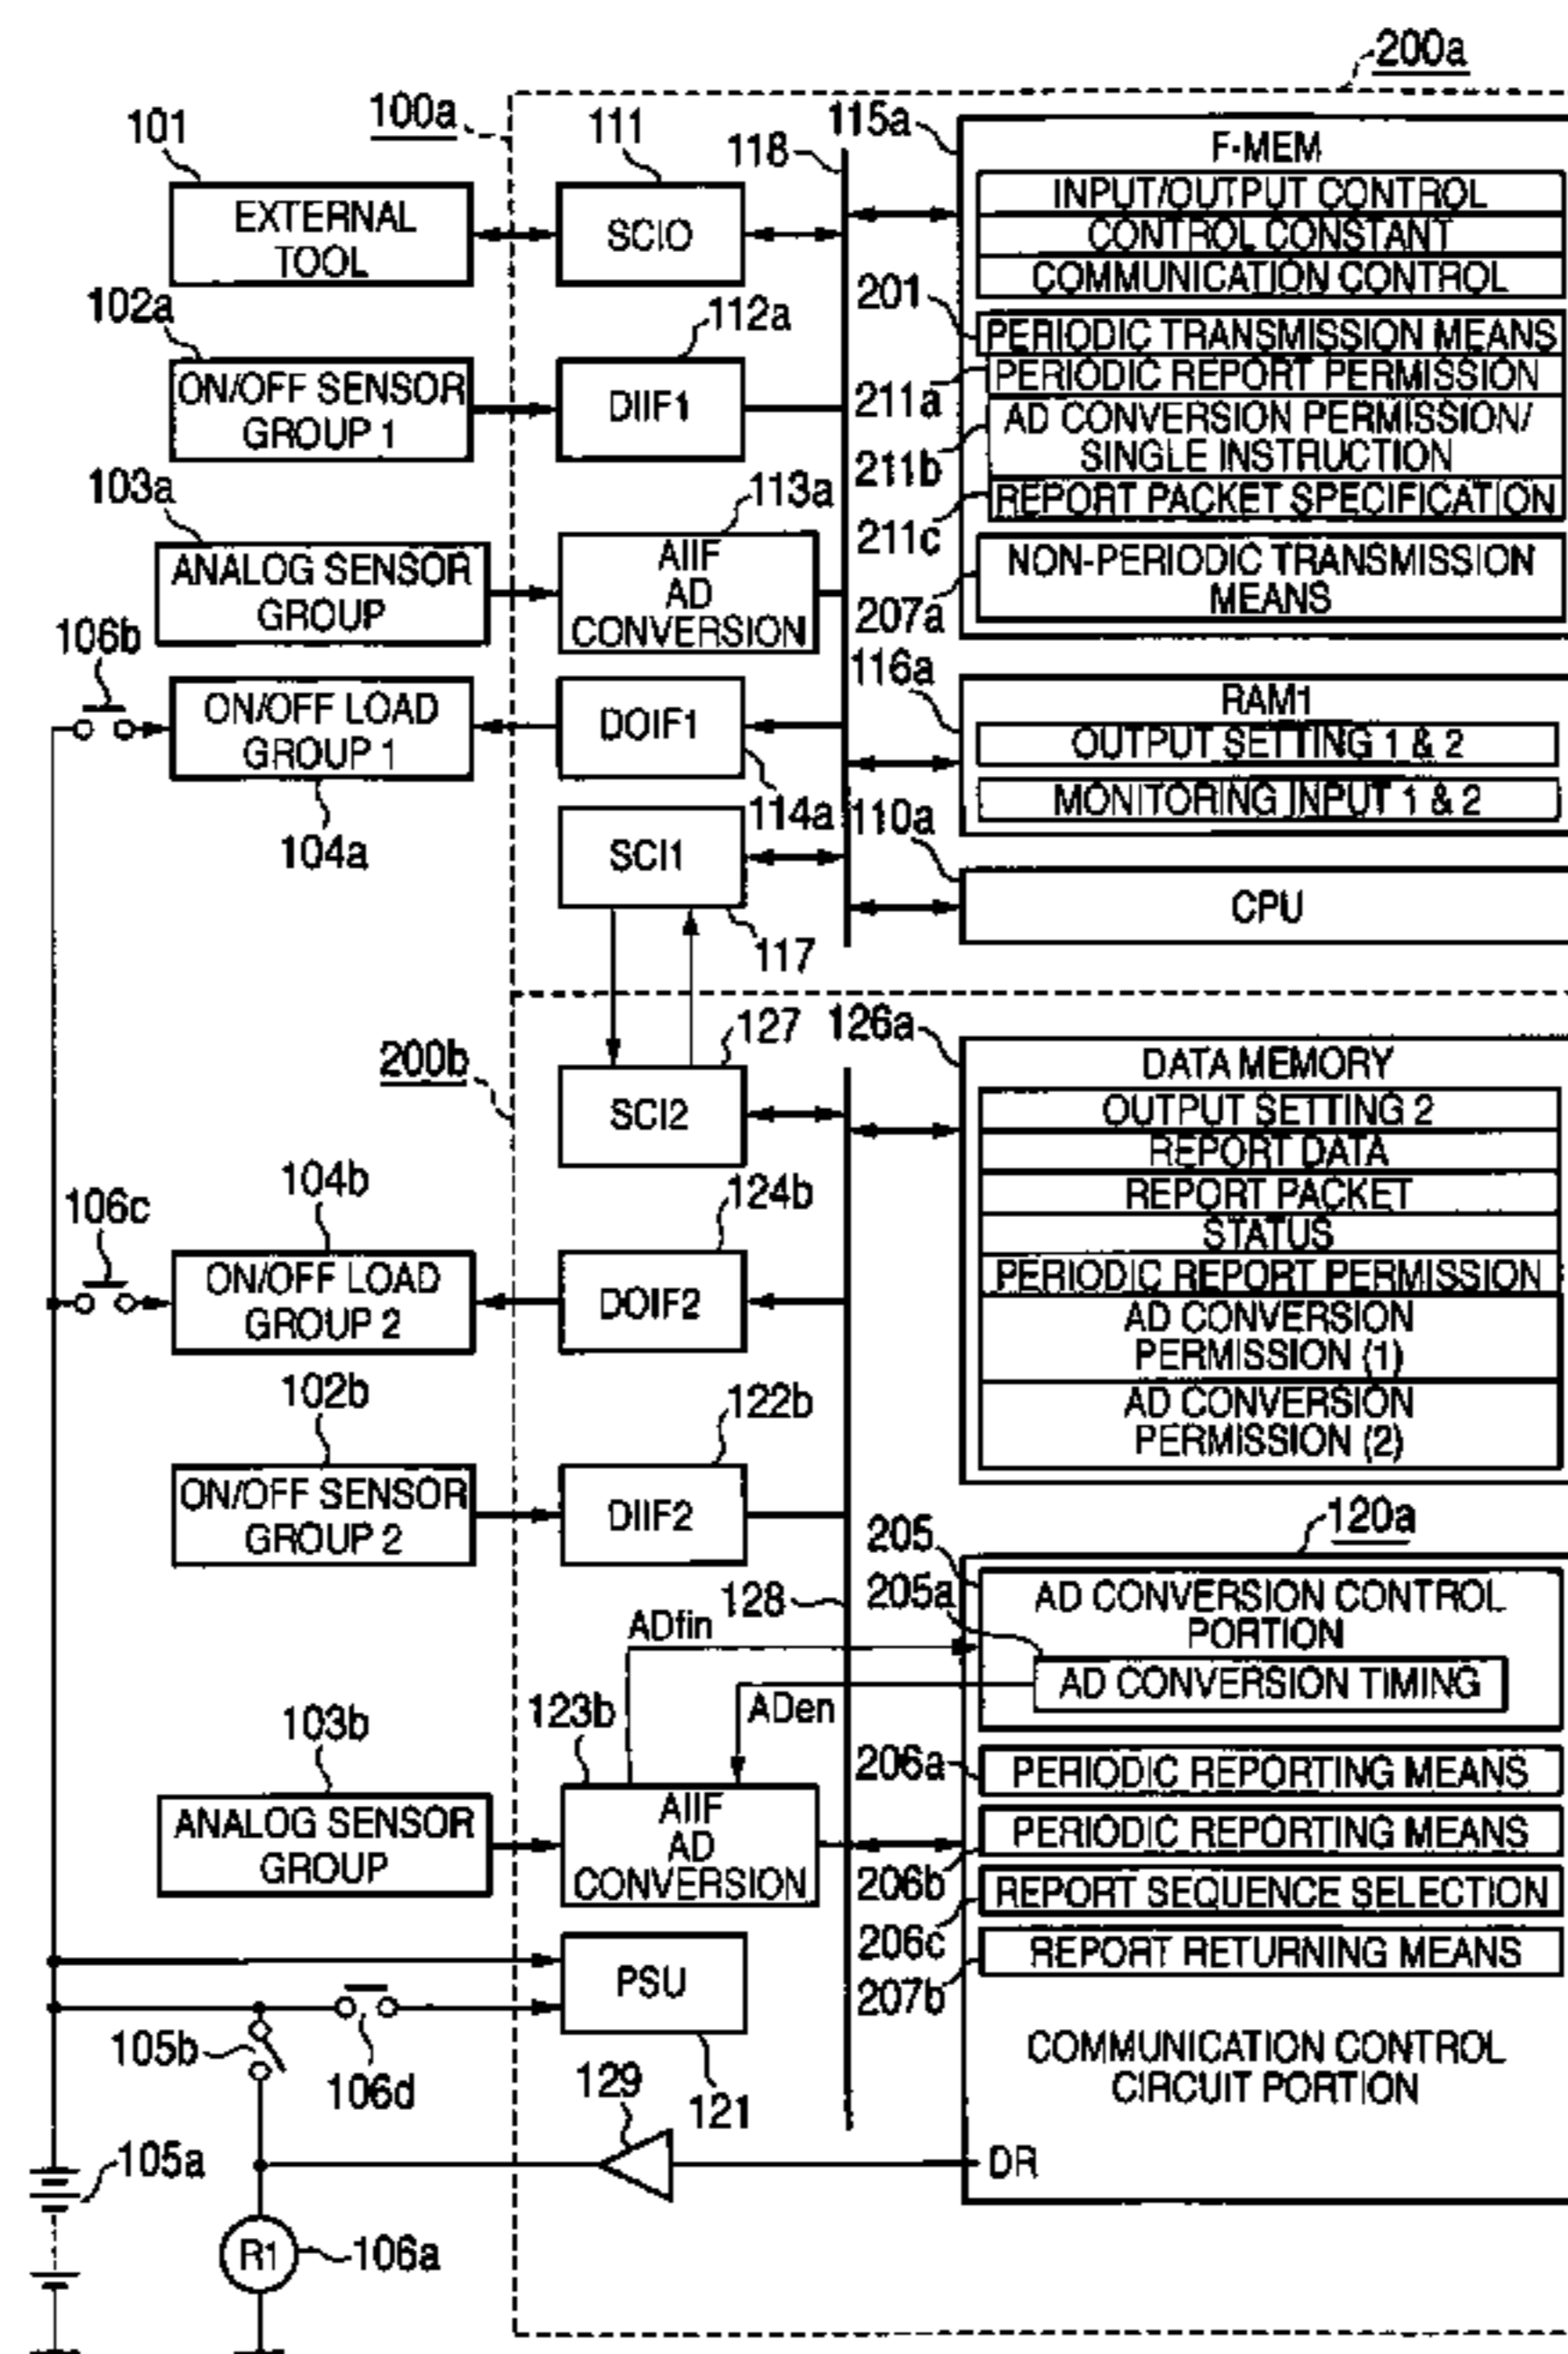 200a
100a
101
111
118
115a
F-MEM
INPUT/OUTPUT CONTROL
CONTROL CONSTANT
COMMUNICATION CONTROL
EXTERNAL
TOOL
SCIO
201
PERIODIC TRANSMISSION MEANS
102a
112a
211a
PERIODIC REPORT PERMISSION
ON/OFF SENSOR
GROUP 1
DIIF1
211b
AD CONVERSION PERMISSION/
SINGLE INSTRUCTION
103a
113a
211c
REPORT PACKET SPECIFICATION
ANALOG SENSOR
GROUP
AIIF
AD
CONVERSION
207a
NON-PERIODIC TRANSMISSION
MEANS
106b
116a
RAM1
OUTPUT SETTING 1 & 2
MONITORING INPUT 1 & 2
ON/OFF LOAD
GROUP 1
DOIF1
104a
114a
110a
SCI1
CPU
117
200b
127
126a
DATA MEMORY
OUTPUT SETTING 2
REPORT DATA
REPORT PACKET
STATUS
PERIODIC REPORT PERMISSION
AD CONVERSION
PERMISSION (1)
AD CONVERSION
PERMISSION (2)
SCI2
104b
124b
106c
ON/OFF LOAD
GROUP 2
DOIF2
102b
122b
ON/OFF SENSOR
GROUP 2
DIIF2
120a
205
205a
128
AD CONVERSION CONTROL
PORTION
AD CONVERSION TIMING
ADfin
ADen
103b
123b
206a
PERIODIC REPORTING MEANS
ANALOG SENSOR
GROUP
AIIF
AD
CONVERSION
206b
PERIODIC REPORTING MEANS
206c
REPORT SEQUENCE SELECTION
207b
REPORT RETURNING MEANS
PSU
105b
106d
129
121
COMMUNICATION CONTROL
CIRCUIT PORTION
105a
DR
R1
106a